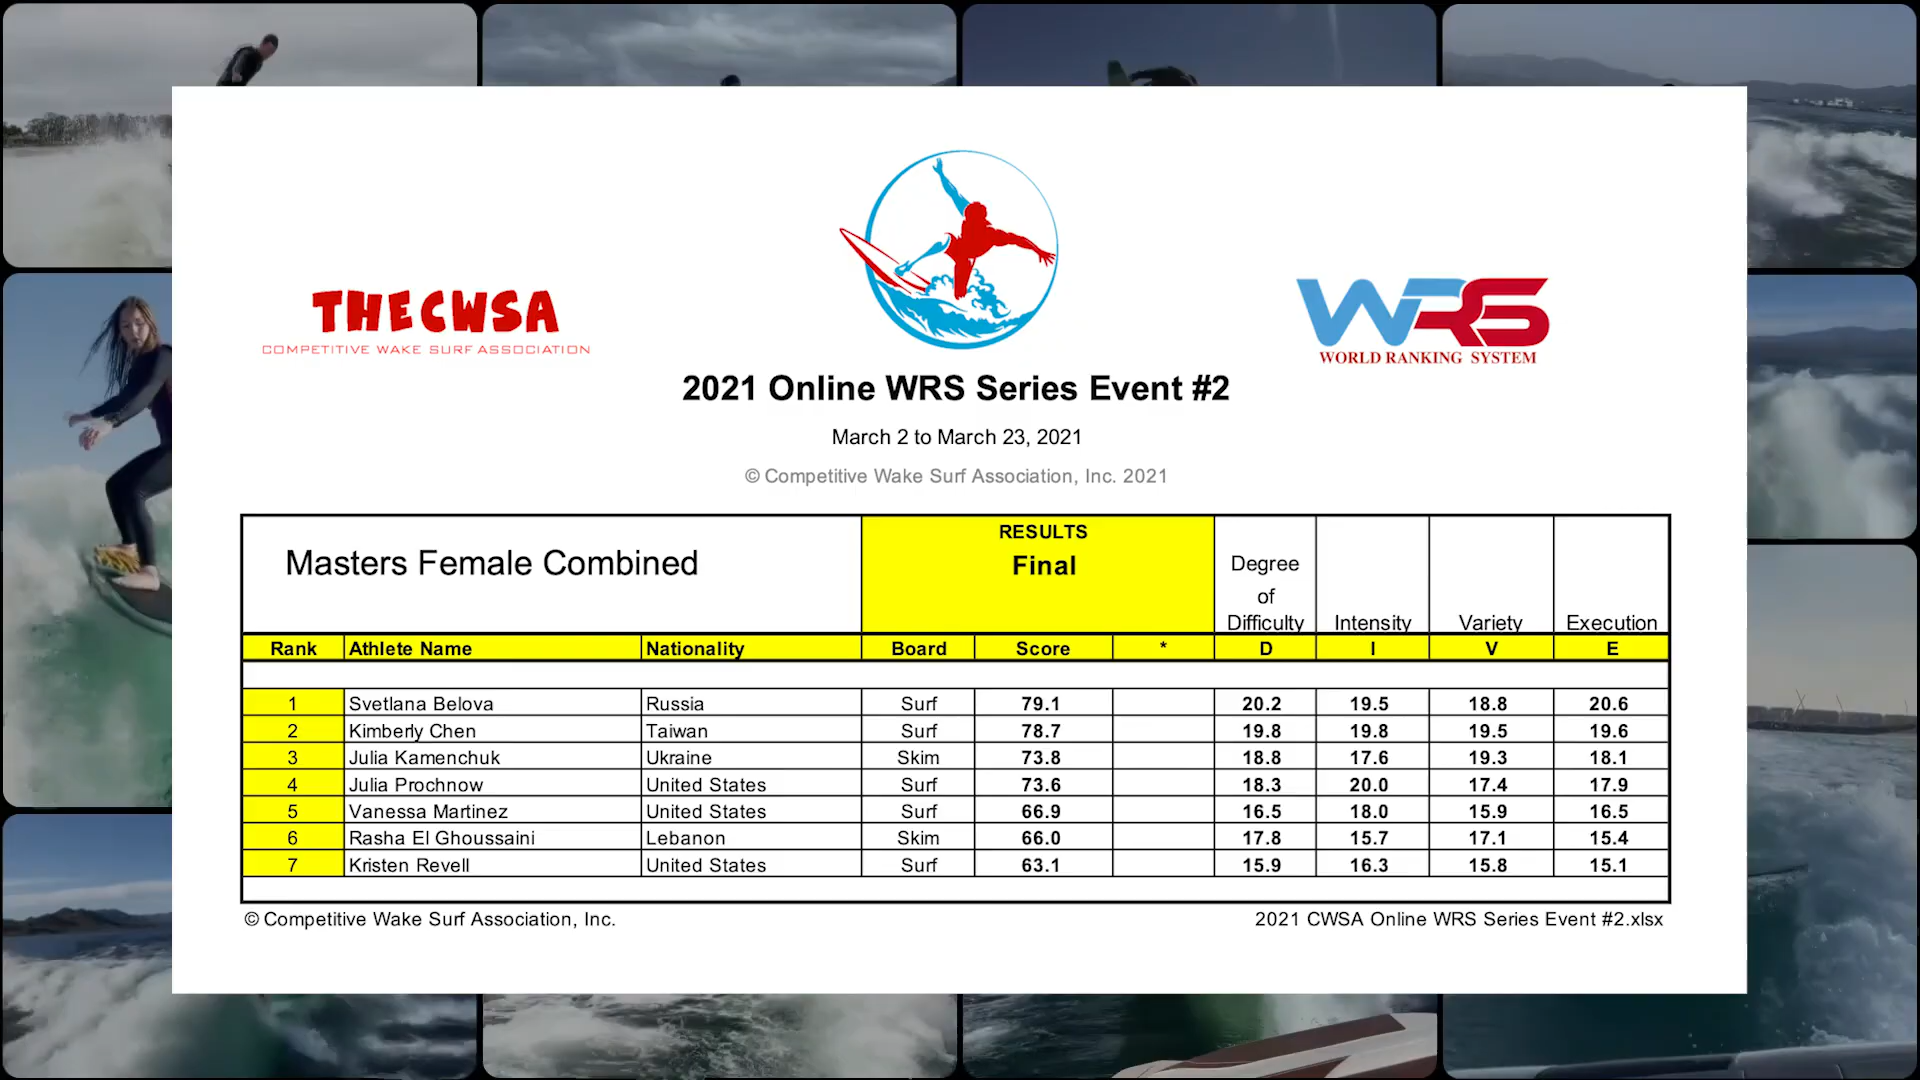 THECWSA
COMPETITIVE WAKE SURF ASSOCIATION
WRS
WORLD RANKING SYSTEM
2021 Online WRS Series Event #2
March 2 to March 23, 2021
© Competitive Wake Surf Association, Inc. 2021
Masters Female Combined
RESULTS
Final
Degree
of
Difficulty Intensity Variety Execution
Rank Athlete Name Nationality Board Score * D I V E
1 Svetlana Belova Russia Surf 79.1 20.2 19.5 18.8 20.6
2 Kimberly Chen Taiwan Surf 78.7 19.8 19.8 19.5 19.6
3 Julia Kamenchuk Ukraine Skim 73.8 18.8 17.6 19.3 18.1
4 Julia Prochnow United States Surf 73.6 18.3 20.0 17.4 17.9
5 Vanessa Martinez United States Surf 66.9 16.5 18.0 15.9 16.5
6 Rasha El Ghoussaini Lebanon Skim 66.0 17.8 15.7 17.1 15.4
7 Kristen Revell United States Surf 63.1 15.9 16.3 15.8 15.1
© Competitive Wake Surf Association, Inc.
2021 CWSA Online WRS Series Event #2.xlsx